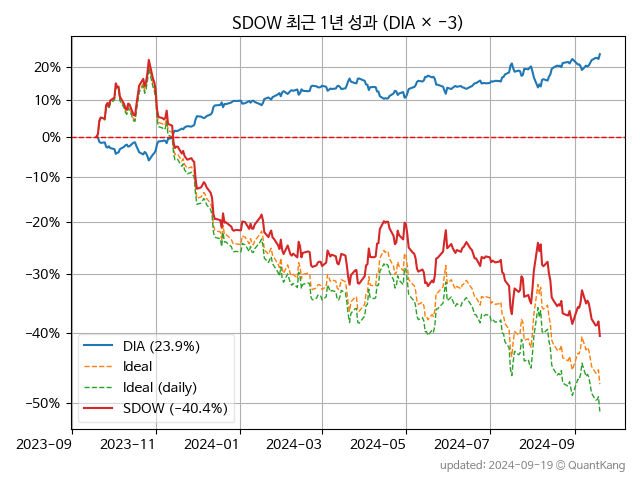 SDOW 최근 1년 성과 (DIA × −3)
20%
10%
0%
−10%
−20%
−30%
−40%
−50%
DIA (23.9%)
Ideal
Ideal (daily)
SDOW (−40.4%)
2023-09 2023-11 2024-01 2024-03 2024-05 2024-07 2024-09
updated: 2024-09-19 © QuantKang